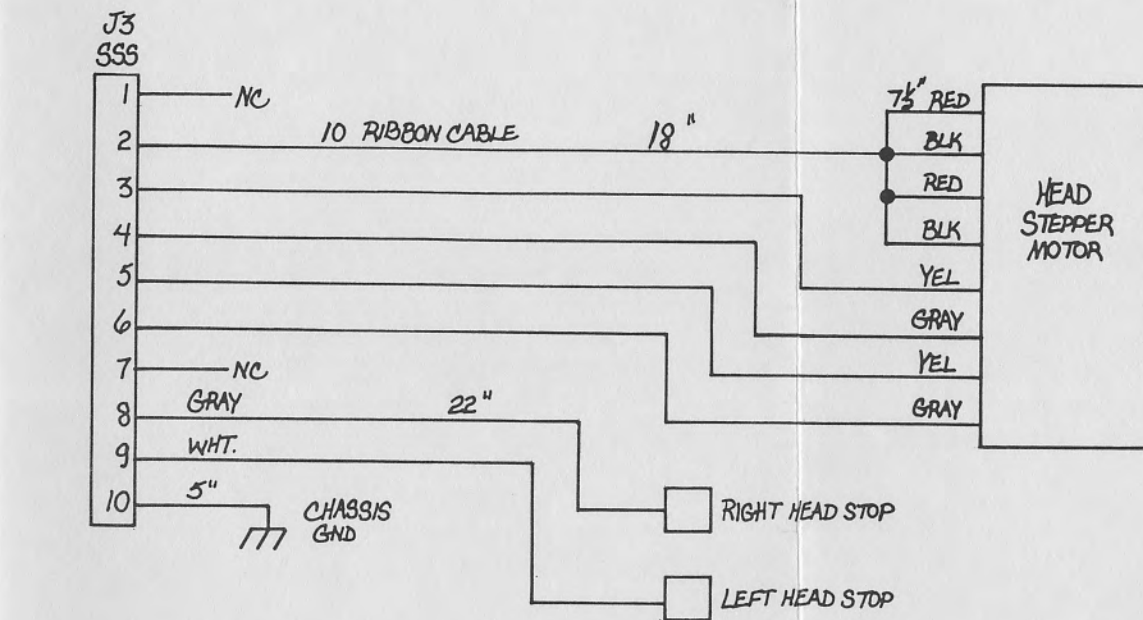 J3
SSS
1 NC
2 10 RIBBON CABLE 18"
3
4
5
6
7 NC
8 GRAY 22"
9 WHT.
10 5"
CHASSIS
GND
7½" RED
BLK
RED
BLK
YEL
GRAY
YEL
GRAY
HEAD
STEPPER
MOTOR
RIGHT HEAD STOP
LEFT HEAD STOP